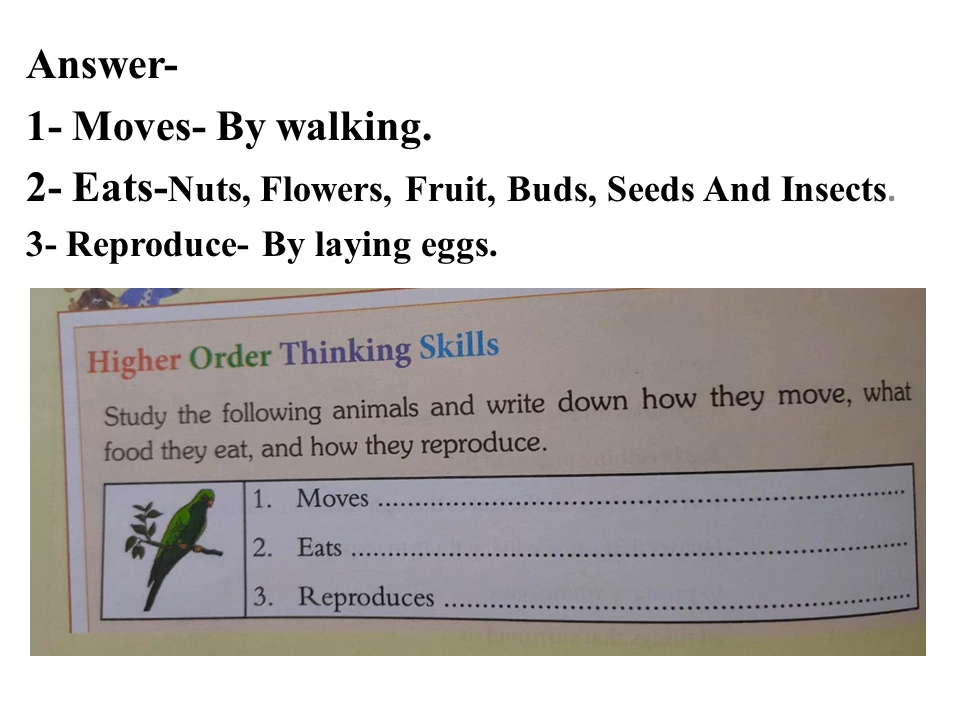 Answer-
1- Moves- By walking.
2- Eats-Nuts, Flowers, Fruit, Buds, Seeds And Insects.
3- Reproduce- By laying eggs.
Higher Order Thinking Skills
Study the following animals and write down how they move, what
food they eat, and how they reproduce.
1. Moves ......................................................................................
2. Eats ..........................................................................................
3. Reproduces ..........................................................................